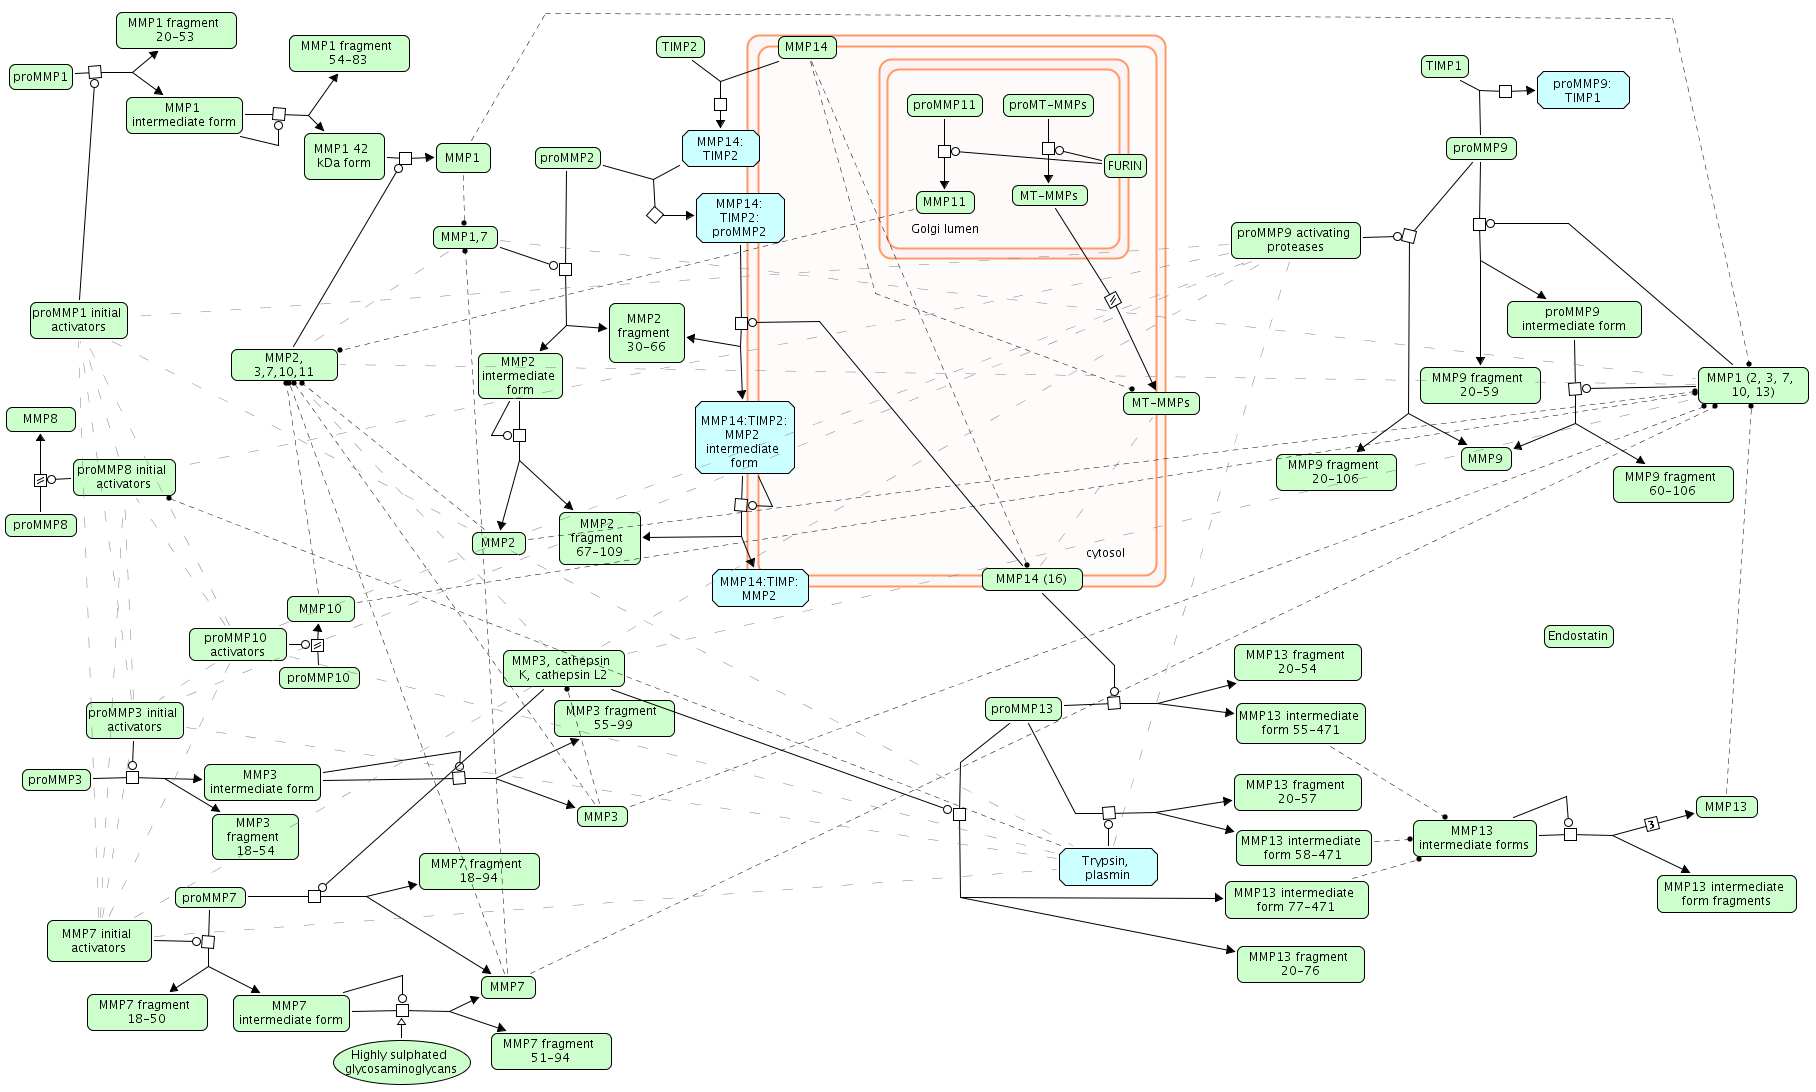 MMP1 fragment
20–53
MMP1 fragment
54–83
proMMP1
MMP1
intermediate form
MMP1 42
kDa form
MMP1
TIMP2
MMP14
proMMP2
MMP14:
TIMP2
MMP14:
TIMP2:
proMMP2
proMMP11
proMT–MMPs
FURIN
MMP11
MT–MMPs
Golgi lumen
TIMP1
proMMP9:
TIMP1
proMMP9
proMMP9 activating
proteases
MMP1,7
proMMP1 initial
activators
MMP2,
3,7,10,11
MMP2
fragment
30–66
MMP2
intermediate
form
proMMP9
intermediate form
MMP9 fragment
20–59
MMP1 (2, 3, 7,
10, 13)
MT–MMPs
MMP8
proMMP8 initial
activators
proMMP8
MMP14:TIMP2:
MMP2
intermediate
form
MMP9 fragment
20–106
MMP9
MMP9 fragment
60–106
MMP2
MMP2
fragment
67–109
cytosol
MMP14:TIMP:
MMP2
MMP14 (16)
MMP10
proMMP10
activators
proMMP10
Endostatin
MMP3, cathepsin
K, cathepsin L2
MMP13 fragment
20–54
proMMP3 initial
activators
MMP3 fragment
55–99
proMMP13
MMP13 intermediate
form 55–471
proMMP3
MMP3
intermediate form
MMP3
MMP3
fragment
18–54
MMP13 fragment
20–57
MMP13
MMP13 intermediate
form 58–471
MMP13
intermediate forms
3
Trypsin,
plasmin
MMP7 fragment
18–94
proMMP7
MMP13 intermediate
form 77–471
MMP13 intermediate
form fragments
MMP7 initial
activators
MMP13 fragment
20–76
MMP7
MMP7 fragment
18–50
MMP7
intermediate form
MMP7 fragment
51–94
Highly sulphated
glycosaminoglycans